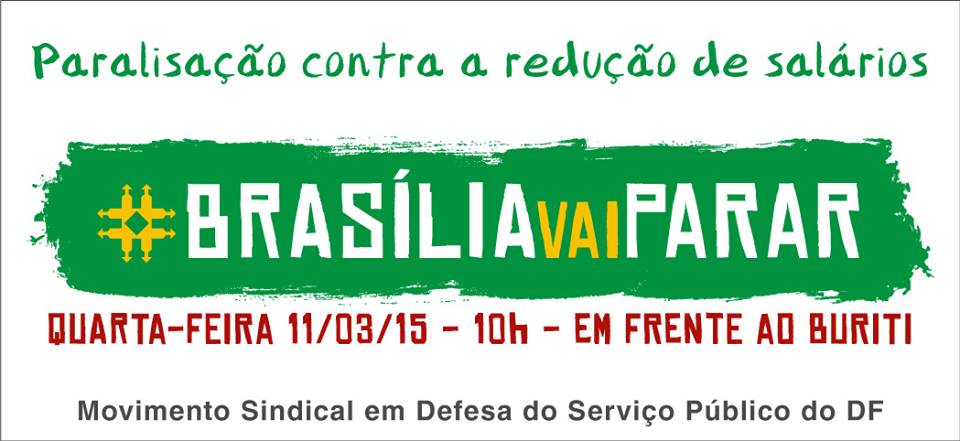 Paralisação contra a redução de salários
#BRASÍLIAVAIPARAR
QUARTA-FEIRA 11/03/15 - 10h - EM FRENTE AO BURITI
Movimento Sindical em Defesa do Serviço Público do DF